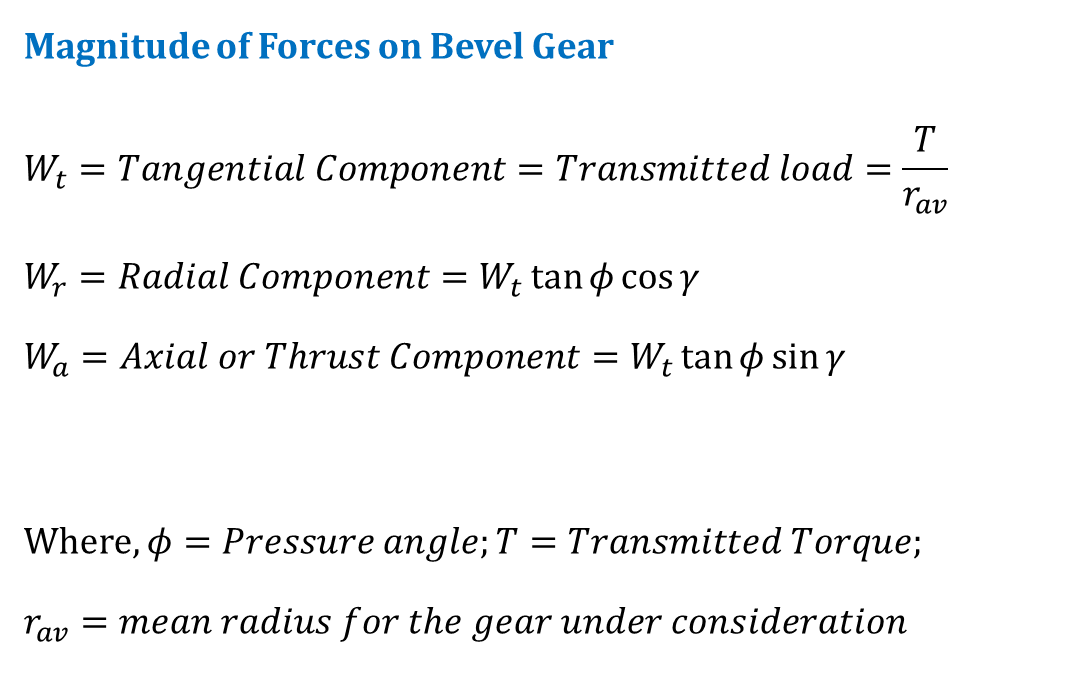 Magnitude of Forces on Bevel Gear
W_t = Tangential Component = Transmitted load = T/r_av
W_r = Radial Component = W_t tan ϕ cos γ
W_a = Axial or Thrust Component = W_t tan ϕ sin γ
Where, ϕ = Pressure angle; T = Transmitted Torque;
r_av = mean radius for the gear under consideration